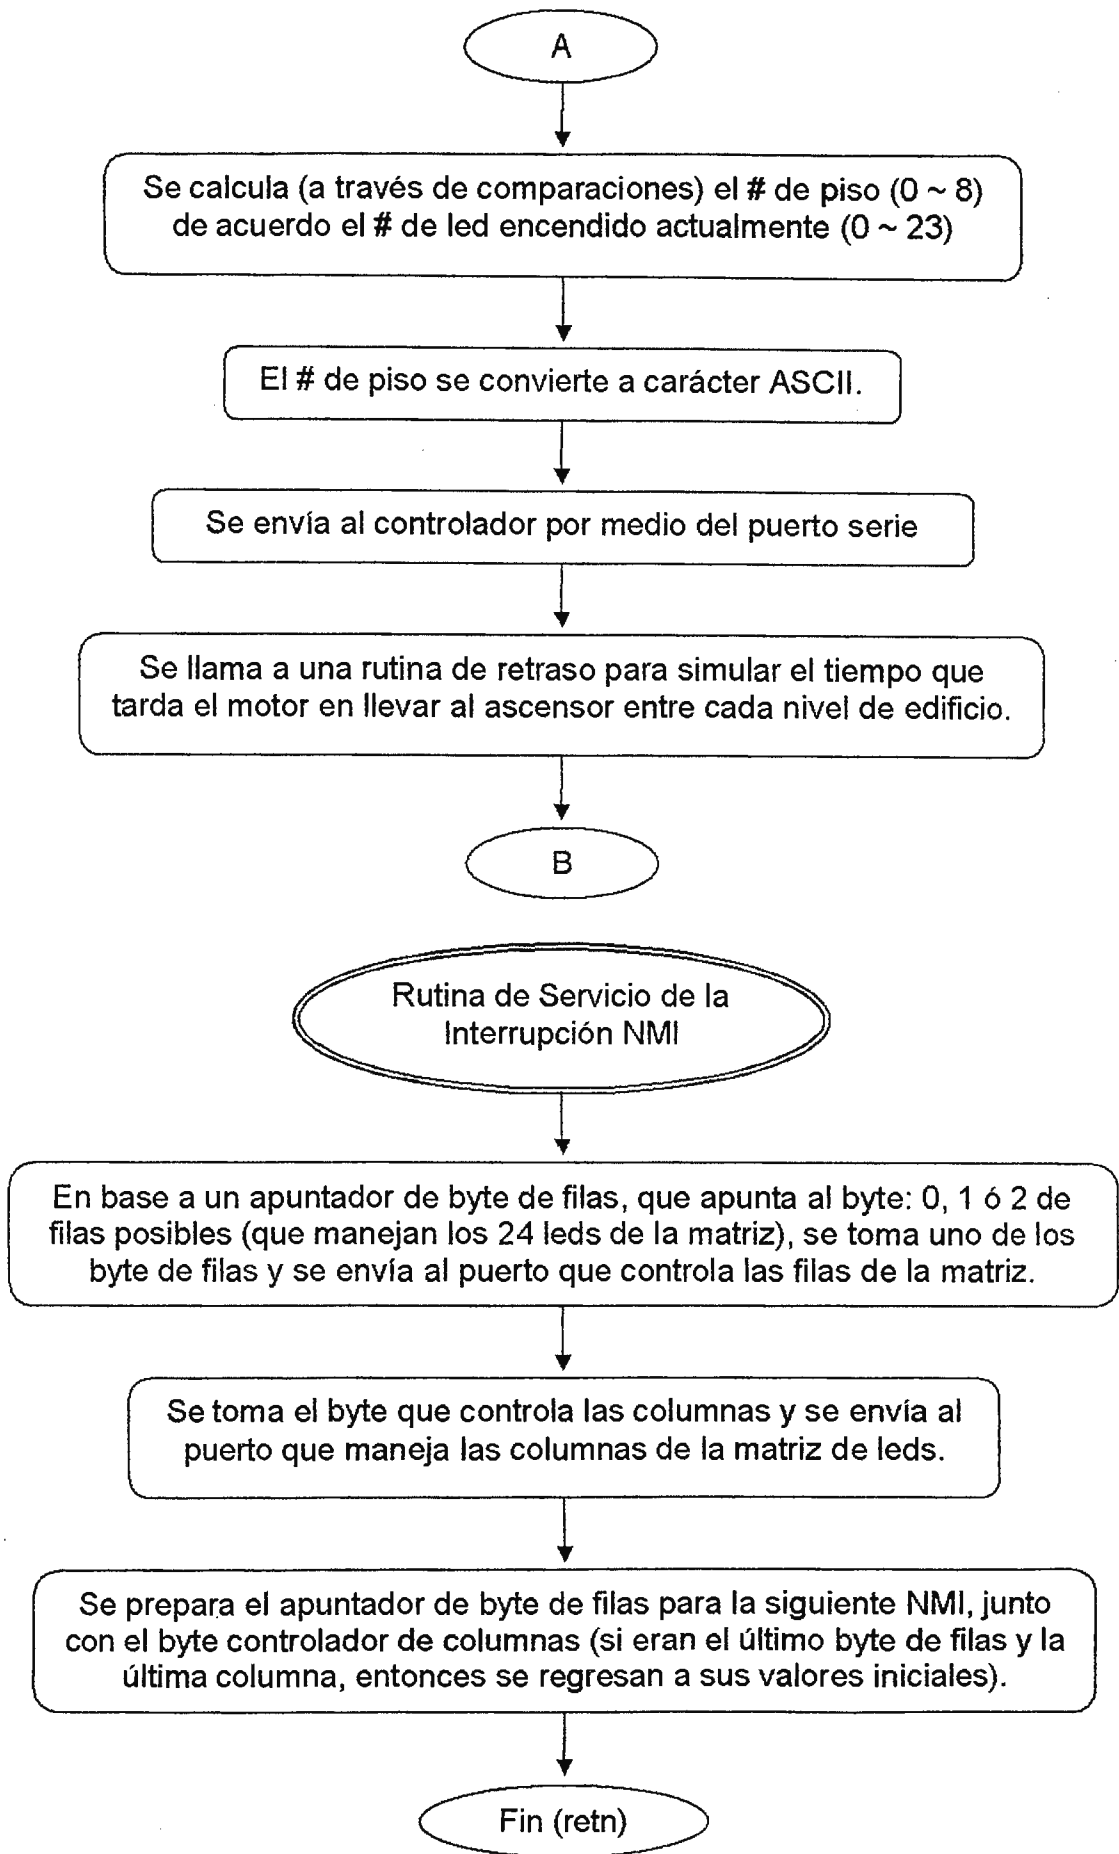 A
Se calcula (a través de comparaciones) el # de piso (0 ~ 8)
de acuerdo el # de led encendido actualmente (0 ~ 23)
El # de piso se convierte a carácter ASCII.
Se envía al controlador por medio del puerto serie
Se llama a una rutina de retraso para simular el tiempo que
tarda el motor en llevar al ascensor entre cada nivel de edificio.
B
Rutina de Servicio de la
Interrupción NMI
En base a un apuntador de byte de filas, que apunta al byte: 0, 1 ó 2 de
filas posibles (que manejan los 24 leds de la matriz), se toma uno de los
byte de filas y se envía al puerto que controla las filas de la matriz.
Se toma el byte que controla las columnas y se envía al
puerto que maneja las columnas de la matriz de leds.
Se prepara el apuntador de byte de filas para la siguiente NMI, junto
con el byte controlador de columnas (si eran el último byte de filas y la
última columna, entonces se regresan a sus valores iniciales).
Fin (retn)